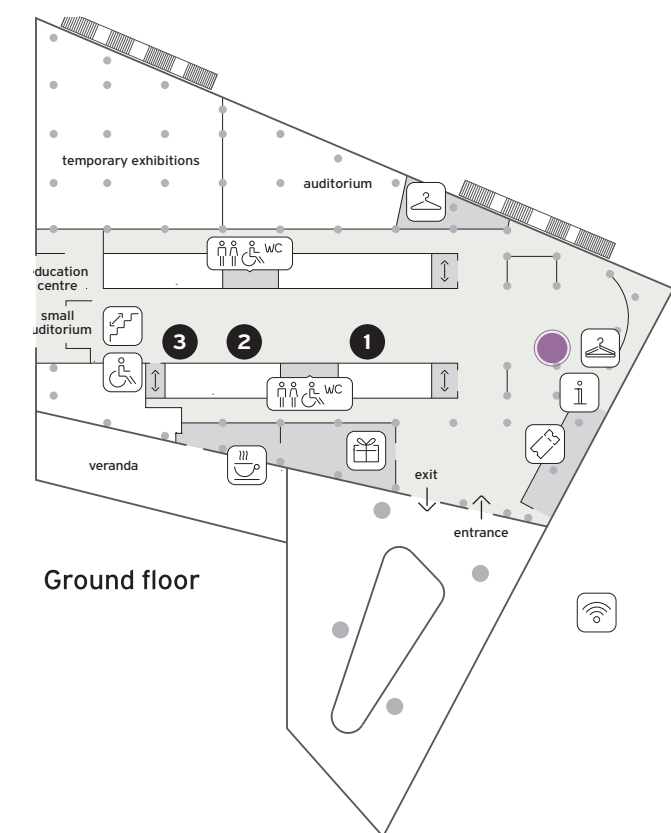 temporary exhibitions
auditorium
WC
ducation
centre
small
uditorium
3
2
1
WC
i
veranda
exit
entrance
Ground floor